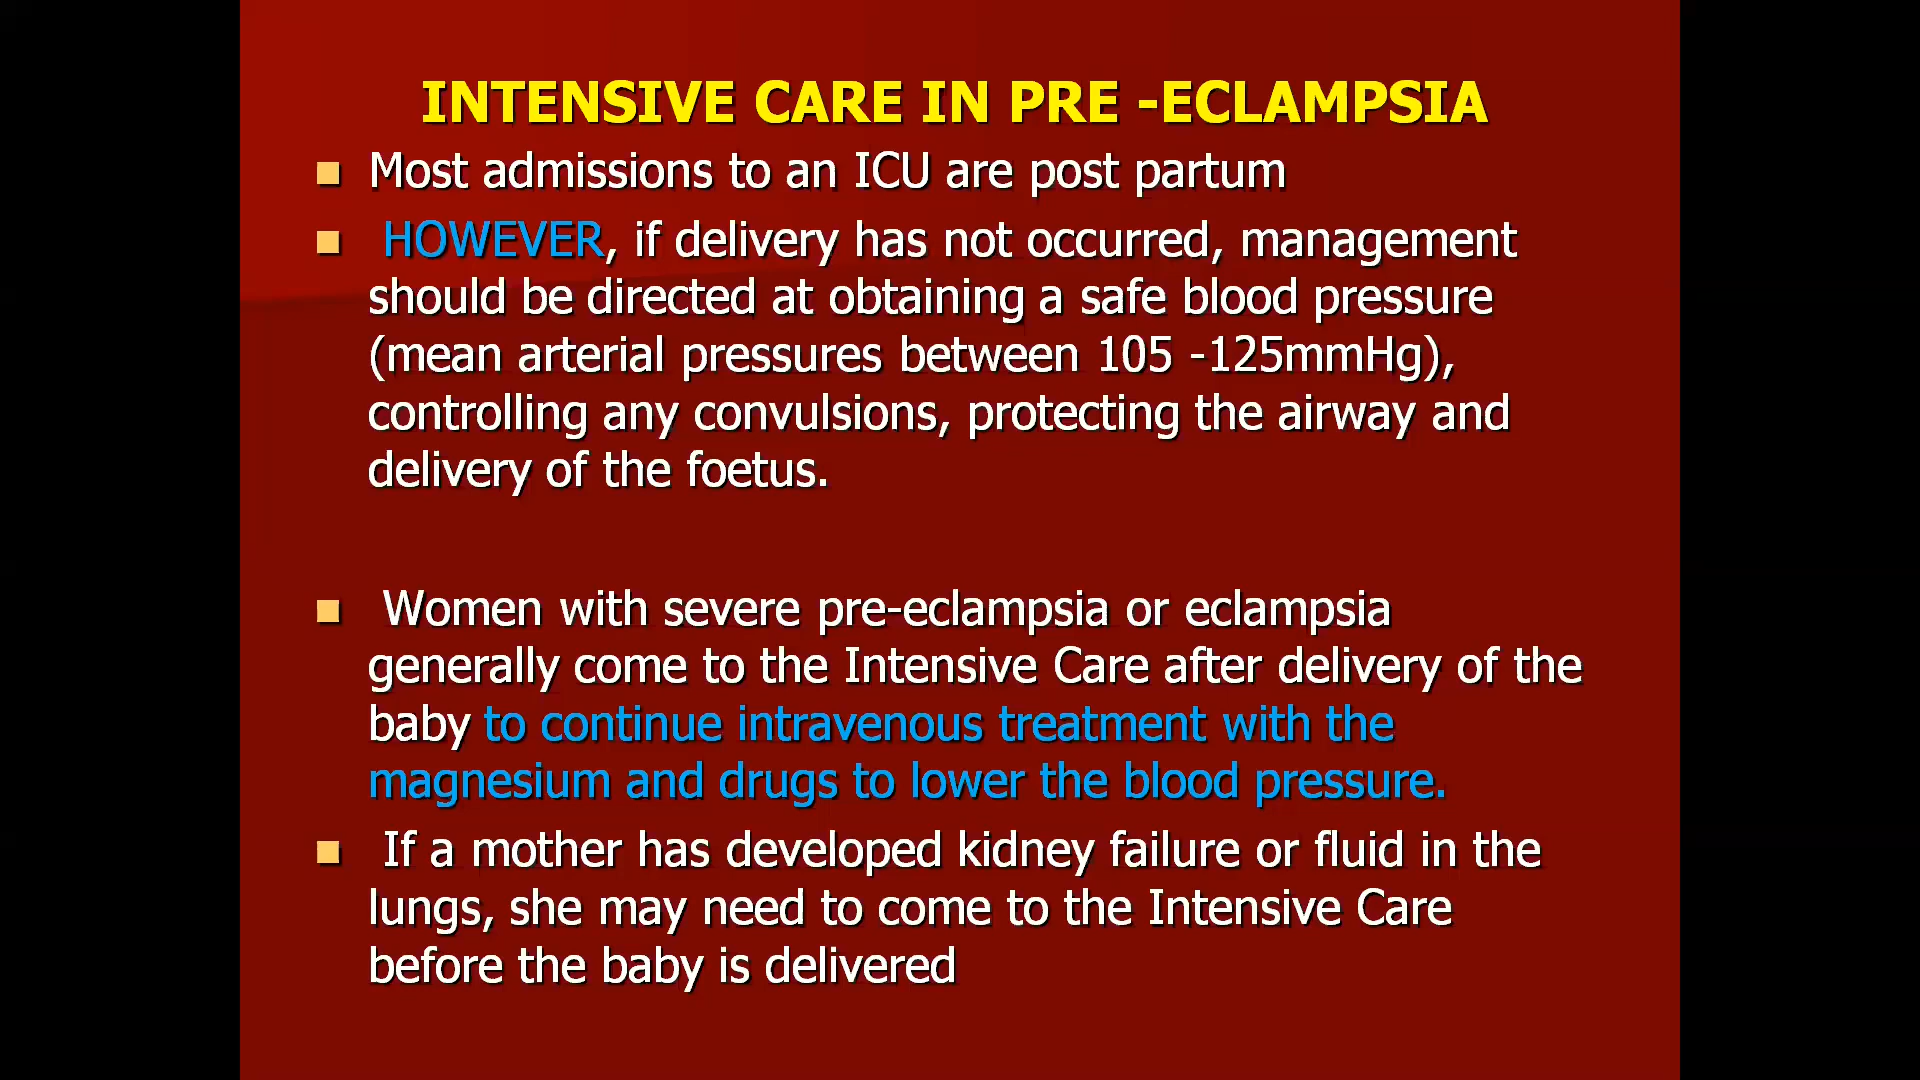 INTENSIVE CARE IN PRE -ECLAMPSIA
Most admissions to an ICU are post partum
HOWEVER, if delivery has not occurred, management
should be directed at obtaining a safe blood pressure
(mean arterial pressures between 105 -125mmHg),
controlling any convulsions, protecting the airway and
delivery of the foetus.
Women with severe pre-eclampsia or eclampsia
generally come to the Intensive Care after delivery of the
baby to continue intravenous treatment with the
magnesium and drugs to lower the blood pressure.
If a mother has developed kidney failure or fluid in the
lungs, she may need to come to the Intensive Care
before the baby is delivered